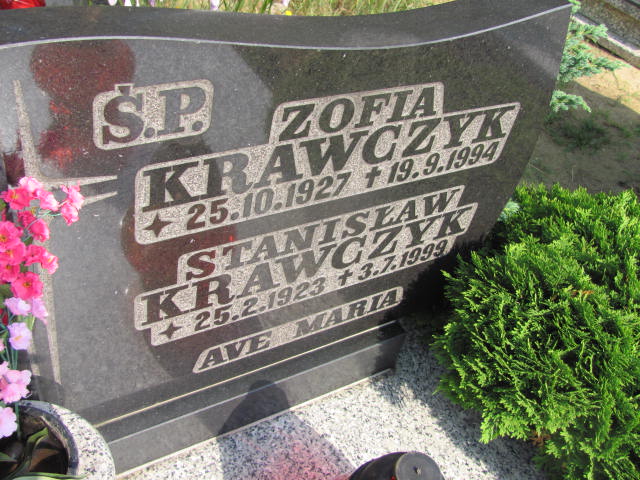 Ś.P. ZOFIA
KRAWCZYK
✦ 25.10.1927 ✝ 19.9.1994
STANISŁAW
KRAWCZYK
✦ 25.2.1923 ✝ 3.7.1999
AVE MARIA